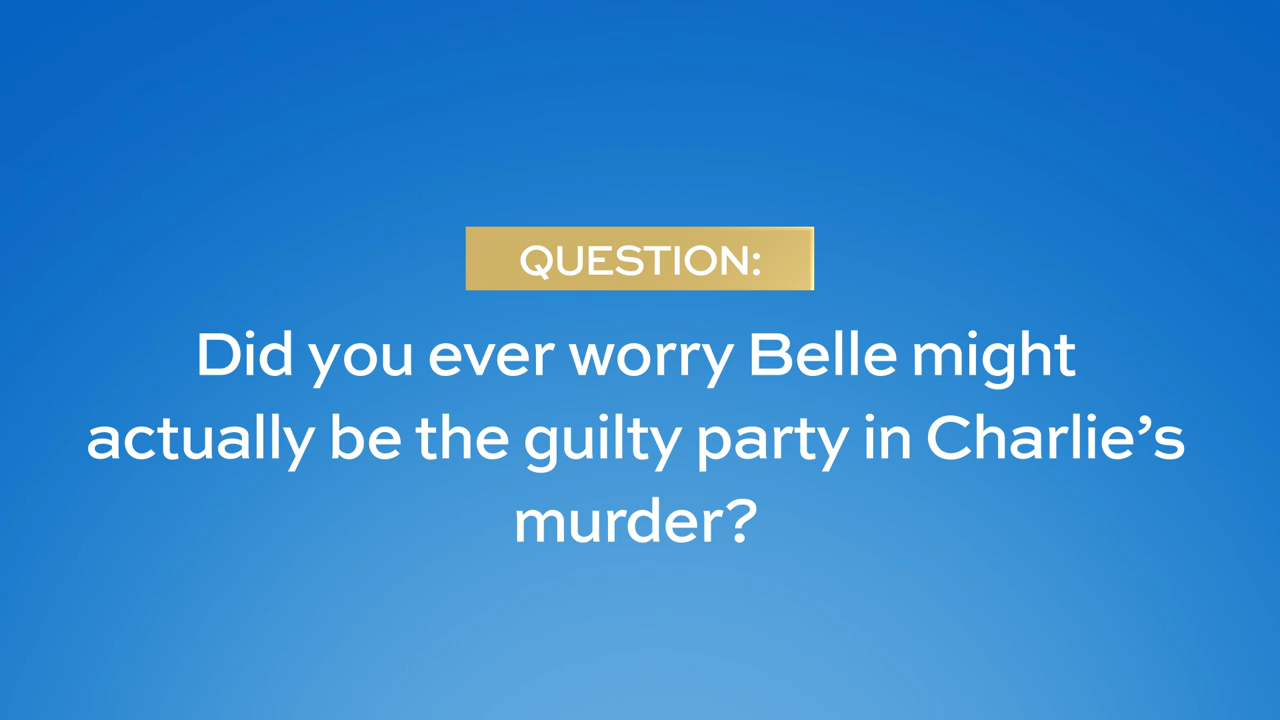 QUESTION:
Did you ever worry Belle might
actually be the guilty party in Charlie’s
murder?